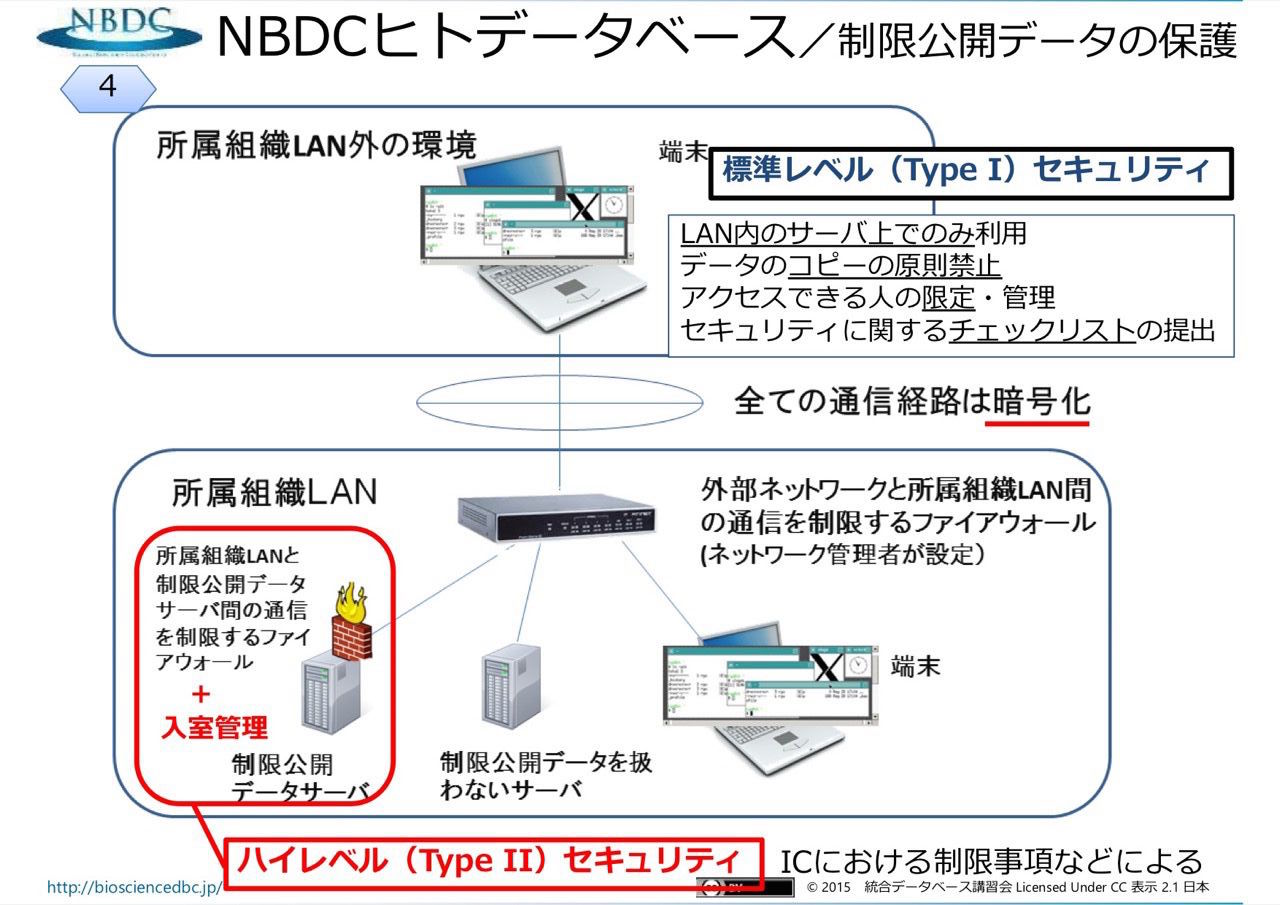 NBDC
NBDCヒトデータベース／制限公開データの保護
4
所属組織LAN外の環境
端末
標準レベル（Type I）セキュリティ
LAN内のサーバ上でのみ利用
データのコピーの原則禁止
アクセスできる人の限定・管理
セキュリティに関するチェックリストの提出
全ての通信経路は暗号化
所属組織LAN
外部ネットワークと所属組織LAN間
の通信を制限するファイアウォール
(ネットワーク管理者が設定）
所属組織LANと
制限公開データ
サーバ間の通信
を制限するファイ
アウォール
＋
入室管理
制限公開
データサーバ
制限公開データを扱
わないサーバ
端末
ハイレベル（Type II）セキュリティ
ICにおける制限事項などによる
http://biosciencedbc.jp/
© 2015 統合データベース講習会 Licensed Under CC 表示 2.1 日本